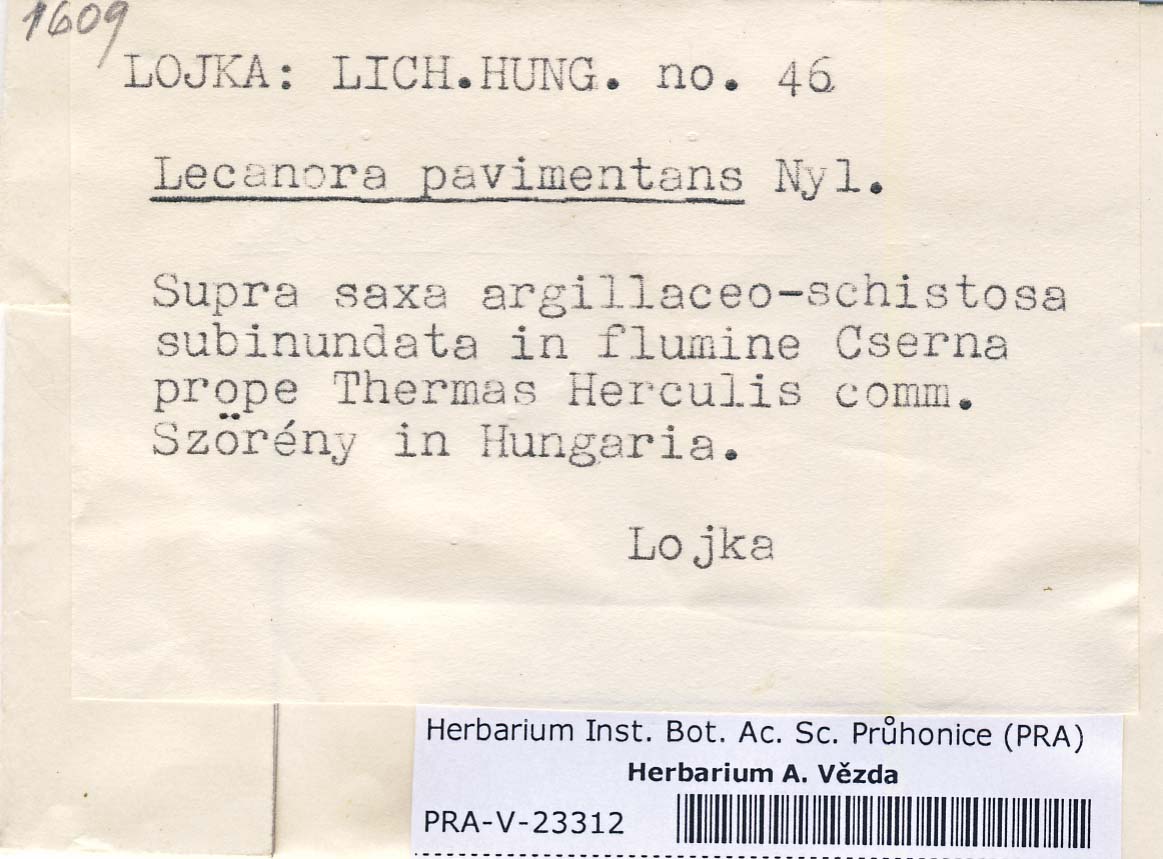 1609
LOJKA: LICH.HUNG. no. 46
Lecanora pavimentans Nyl.
Supra saxa argillaceo-schistosa
subinundata in flumine Cserna
prope Thermas Herculis comm.
Szörény in Hungaria.
Lojka
Herbarium Inst. Bot. Ac. Sc. Průhonice (PRA)
Herbarium A. Vězda
PRA-V-23312